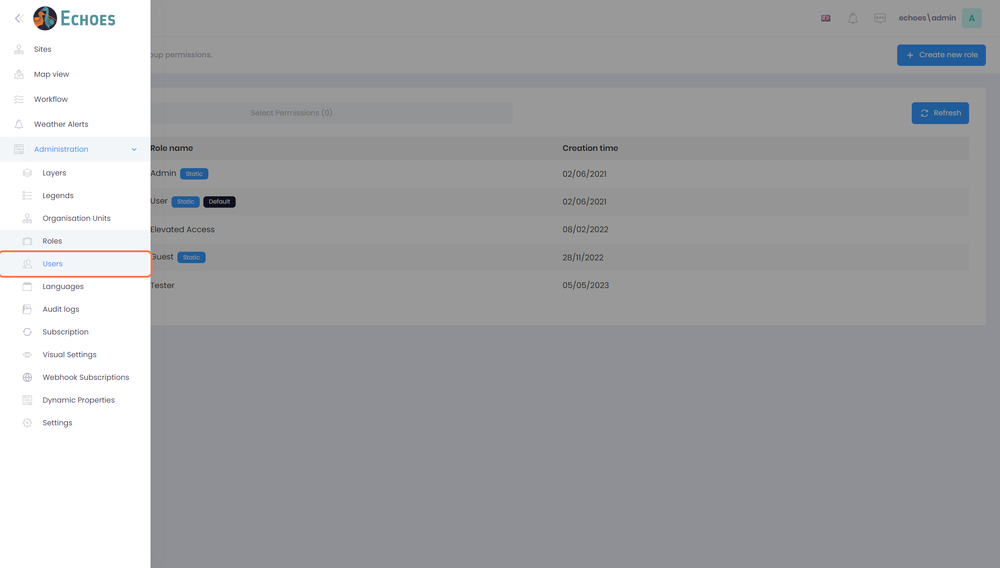 ECHOES
echoes\admin
A
Sites
Map view
Workflow
Weather Alerts
Administration
Layers
Legends
Organisation Units
Roles
Users
Languages
Audit logs
Subscription
Visual Settings
Webhook Subscriptions
Dynamic Properties
Settings
permissions.
Create new role
Select Permissions (0)
Refresh
Role name Creation time
Admin Static 02/06/2021
User Static Default 02/06/2021
Elevated Access 08/02/2022
Guest Static 28/11/2022
Tester 05/05/2023